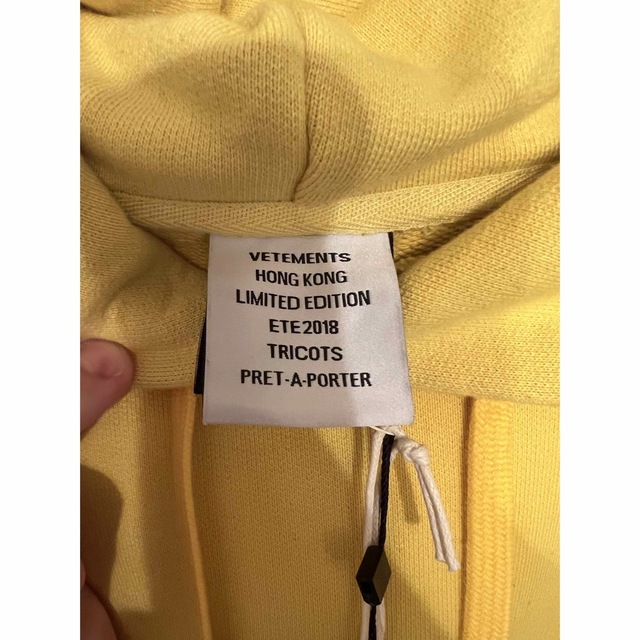 VETEMENTS
HONG KONG
LIMITED EDITION
ETE2018
TRICOTS
PRET-A-PORTER